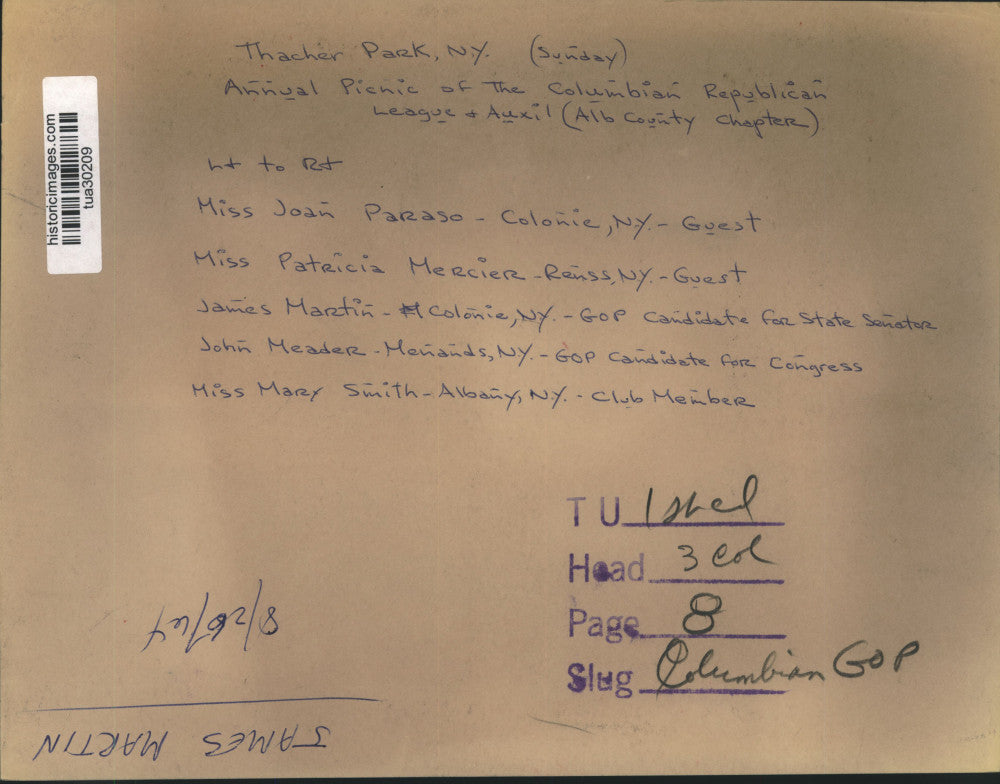 Thacher Park, N.Y. (Sunday)
Annual Picnic of The Columbian Republican
League & Auxil (Alb County Chapter)
Lt to Rt
Miss Joan Paraso - Colonie, N.Y. - Guest
Miss Patricia Mercier - Renss, N.Y. - Guest
James Martin - Colonie, N.Y. - GOP Candidate for State Senator
John Meader - Menands, N.Y. - GOP Candidate for Congress
Miss Mary Smith - Albany, N.Y. - Club Member
historicimages.com
tua30209
TU 1st ed
Head 3 col
Page 8
Slug Columbian GOP
8/26/64
JAMES MARTIN